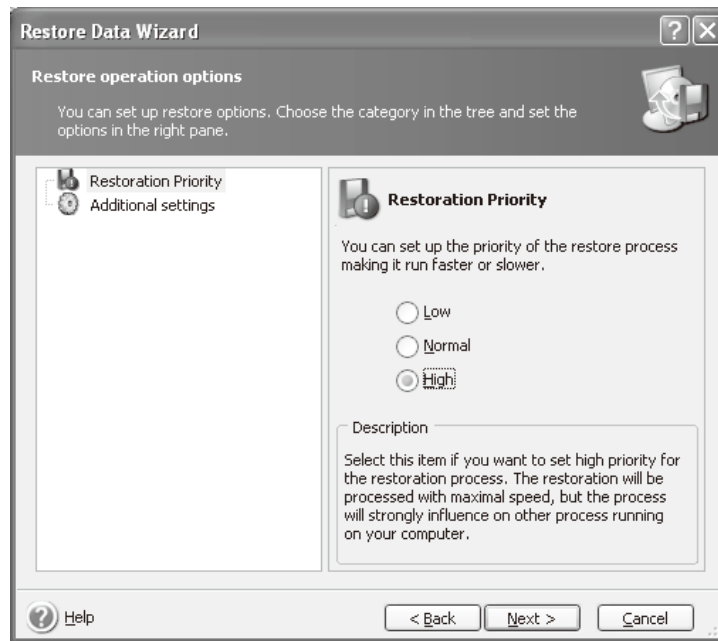 Restore Data Wizard
Restore operation options
You can set up restore options. Choose the category in the tree and set the
options in the right pane.
Restoration Priority
Additional settings
Restoration Priority
You can set up the priority of the restore process
making it run faster or slower.
Low
Normal
High
Description
Select this item if you want to set high priority for
the restoration process. The restoration will be
processed with maximal speed, but the process
will strongly influence on other process running
on your computer.
Help
< Back
Next >
Cancel